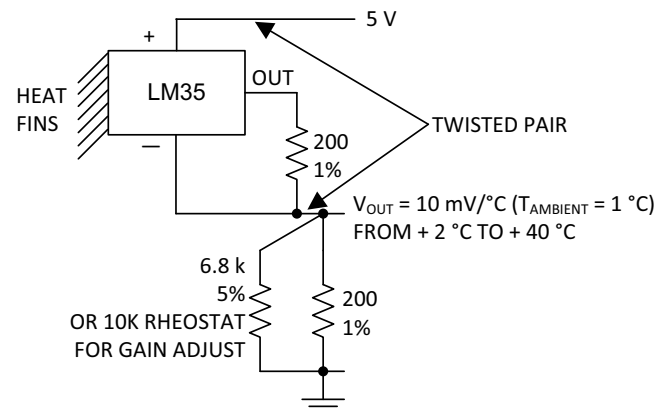 5 V
+
OUT
LM35
HEAT
FINS
TWISTED PAIR
—
200
1%
V_OUT = 10 mV/°C (T_AMBIENT = 1 °C)
FROM + 2 °C TO + 40 °C
6.8 k
5%
OR 10K RHEOSTAT
FOR GAIN ADJUST
200
1%